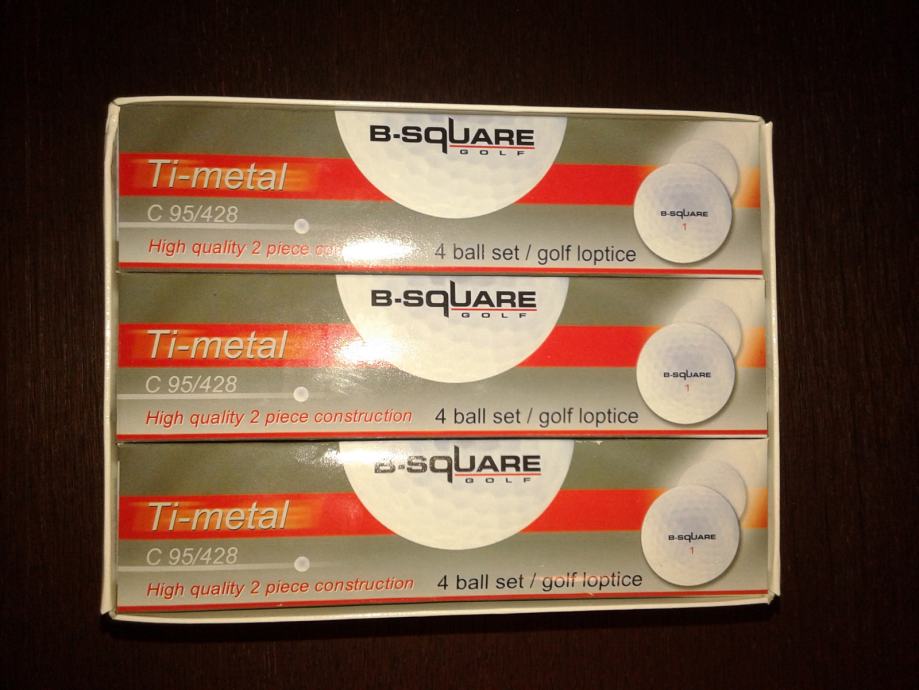 B-SQUARE
GOLF
Ti-metal
C 95/428
High quality 2 piece
4 ball set / golf loptice
B-SQUARE
1
B-SQUARE
GOLF
Ti-metal
C 95/428
High quality 2 piece construction
4 ball set / golf loptice
B-SQUARE
1
B-SQUARE
GOLF
Ti-metal
C 95/428
High quality 2 piece construction
4 ball set / golf loptice
B-SQUARE
1